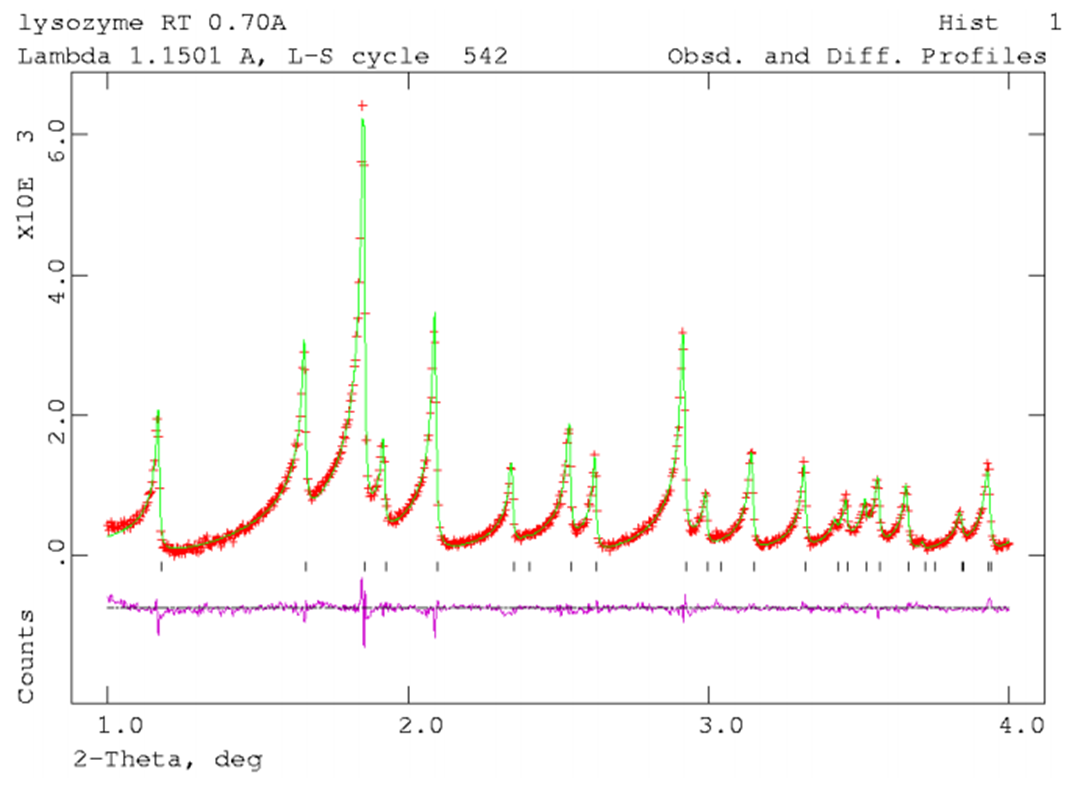 lysozyme RT 0.70A
Hist 1
Lambda 1.1501 A, L-S cycle 542
Obsd. and Diff. Profiles
X10E 3
6.0
4.0
2.0
.0
Counts
1.0 2.0 3.0 4.0
2-Theta, deg